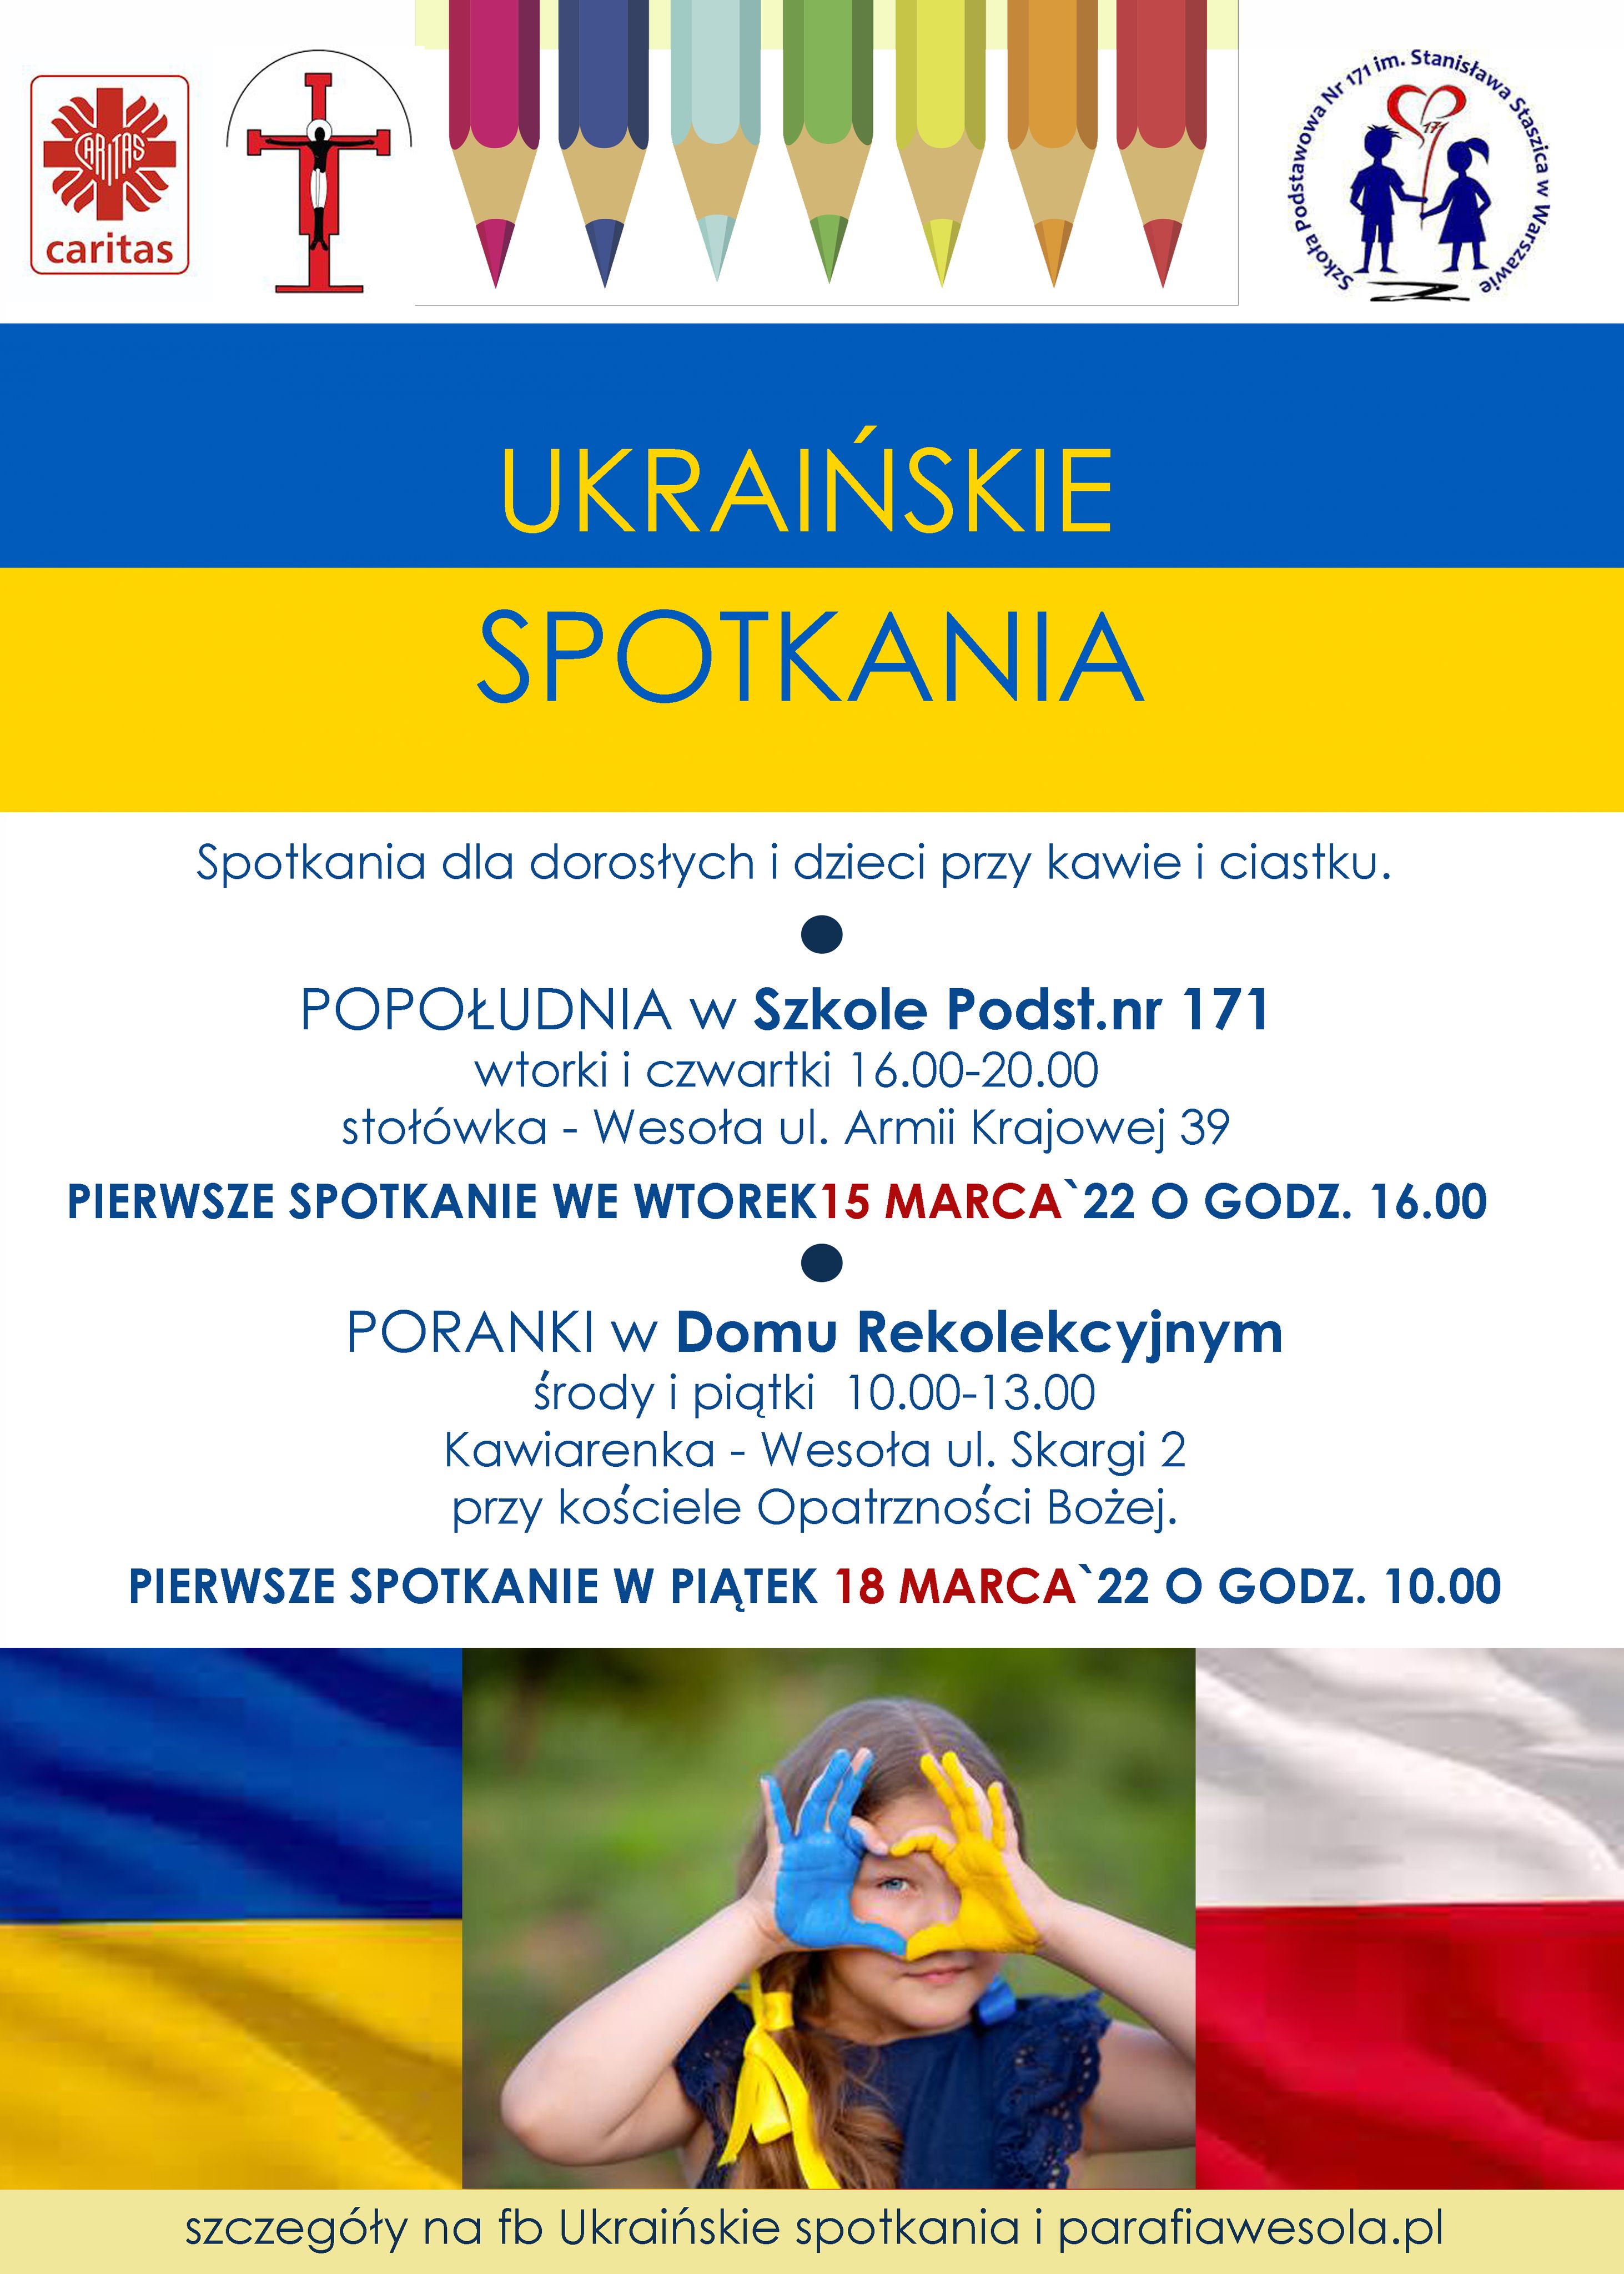 CARITAS
caritas
Szkoła Podstawowa Nr 171 im. Stanisława Staszica w Warszawie
171
UKRAIŃSKIE
SPOTKANIA
Spotkania dla dorosłych i dzieci przy kawie i ciastku.
POPOŁUDNIA w Szkole Podst.nr 171
wtorki i czwartki 16.00-20.00
stołówka - Wesoła ul. Armii Krajowej 39
PIERWSZE SPOTKANIE WE WTOREK15 MARCA`22 O GODZ. 16.00
PORANKI w Domu Rekolekcyjnym
środy i piątki 10.00-13.00
Kawiarenka - Wesoła ul. Skargi 2
przy kościele Opatrzności Bożej.
PIERWSZE SPOTKANIE W PIĄTEK 18 MARCA`22 O GODZ. 10.00
szczegóły na fb Ukraińskie spotkania i parafiawesola.pl